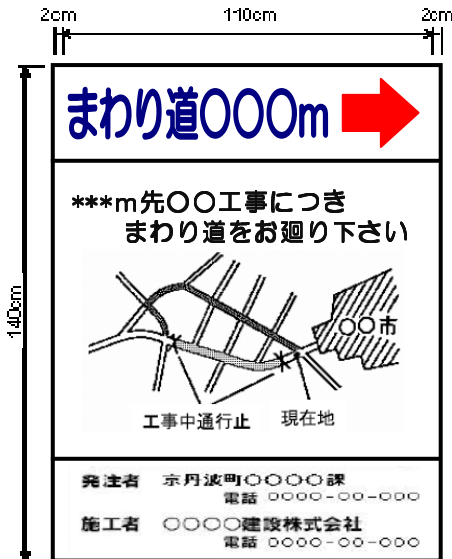 2cm 110cm 2cm
まわり道〇〇〇m
140cm
***m先〇〇工事につき
まわり道をお廻り下さい
〇〇市
工事中通行止 現在地
発注者 京丹波町〇〇〇〇課
電話 〇〇〇〇-〇〇-〇〇〇
施工者 〇〇〇〇建設株式会社
電話 〇〇〇〇-〇〇-〇〇〇